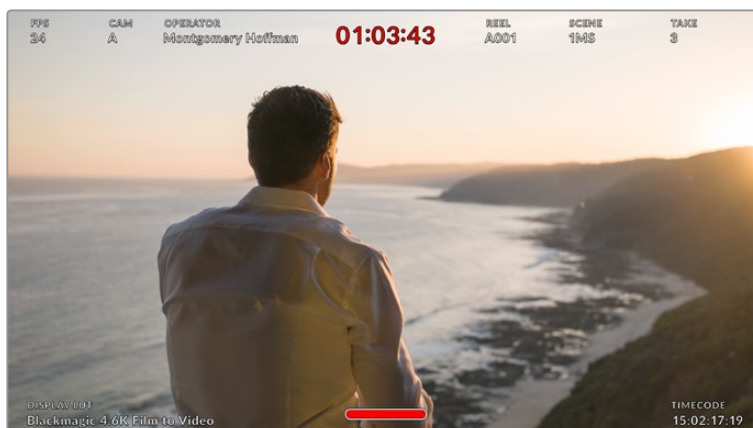 FPS CAM OPERATOR REEL SCENE TAKE
24 A Montgomery Hoffman 01:03:43 A001 1MS 3
DISPLAY LUT TIMECODE
Blackmagic 4.6K Film to Video 15:02:17:19